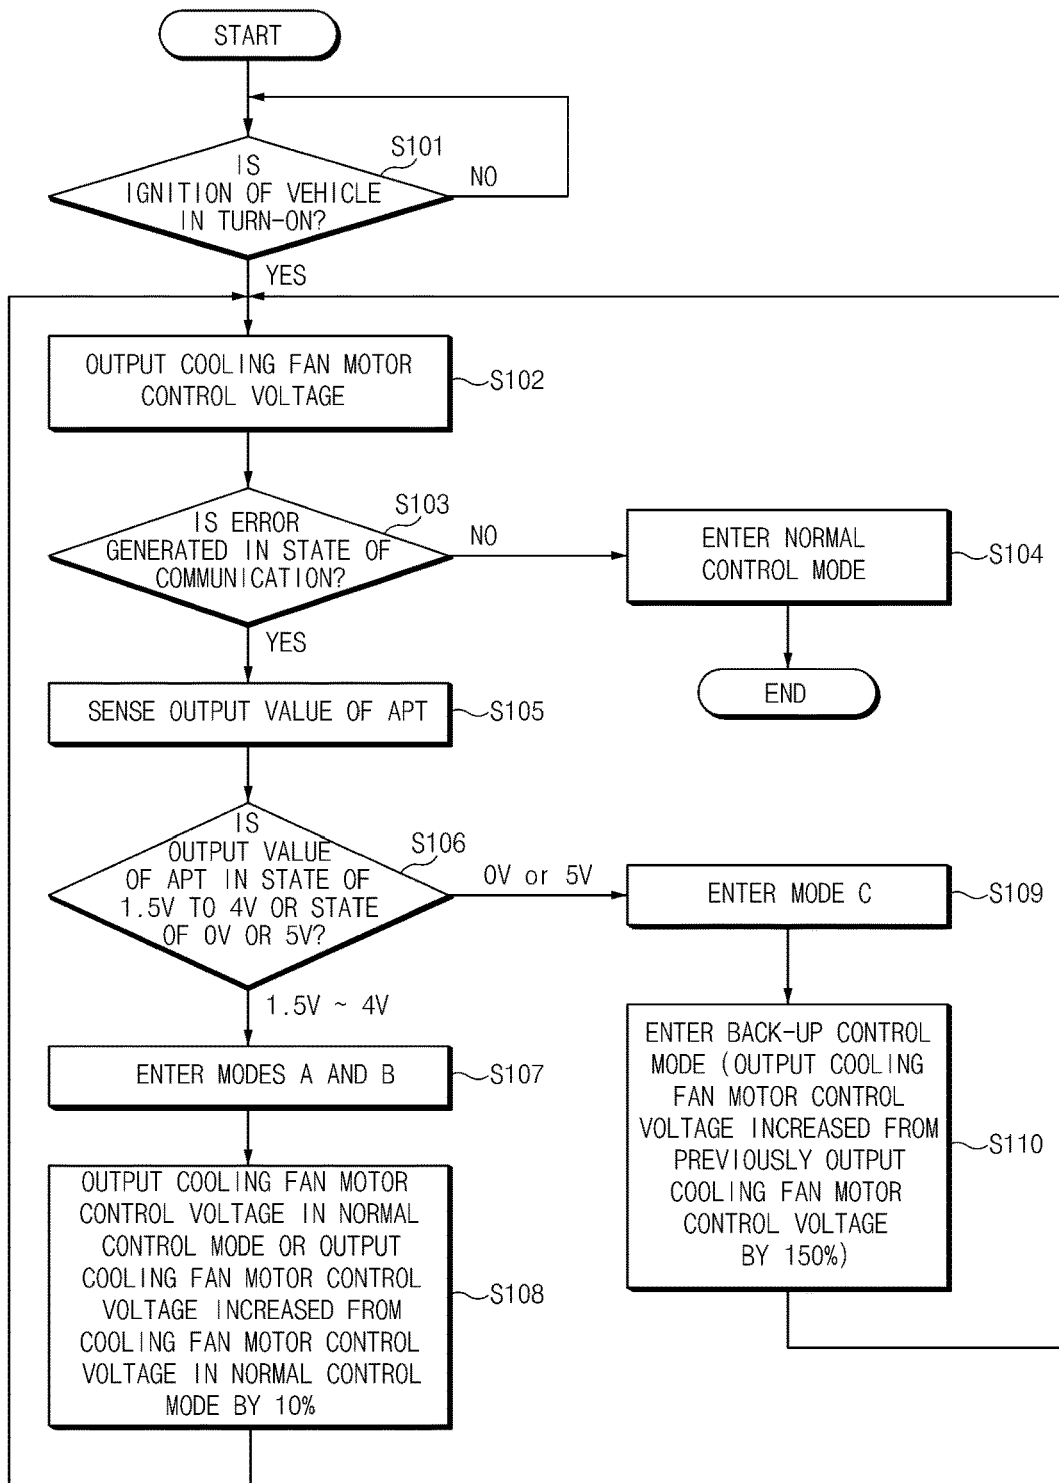 START
S101
IS
IGNITION OF VEHICLE
IN TURN-ON?
NO
YES
OUTPUT COOLING FAN MOTOR
CONTROL VOLTAGE
S102
S103
IS ERROR
GENERATED IN STATE OF
COMMUNICATION?
NO
ENTER NORMAL
CONTROL MODE
S104
YES
END
SENSE OUTPUT VALUE OF APT
S105
IS
OUTPUT VALUE
OF APT IN STATE OF
1.5V TO 4V OR STATE
OF 0V OR 5V?
S106
0V or 5V
ENTER MODE C
S109
1.5V ~ 4V
ENTER MODES A AND B
S107
ENTER BACK-UP CONTROL
MODE (OUTPUT COOLING
FAN MOTOR CONTROL
VOLTAGE INCREASED FROM
PREVIOUSLY OUTPUT
COOLING FAN MOTOR
CONTROL VOLTAGE
BY 150%)
S110
OUTPUT COOLING FAN MOTOR
CONTROL VOLTAGE IN NORMAL
CONTROL MODE OR OUTPUT
COOLING FAN MOTOR CONTROL
VOLTAGE INCREASED FROM
COOLING FAN MOTOR CONTROL
VOLTAGE IN NORMAL CONTROL
MODE BY 10%
S108